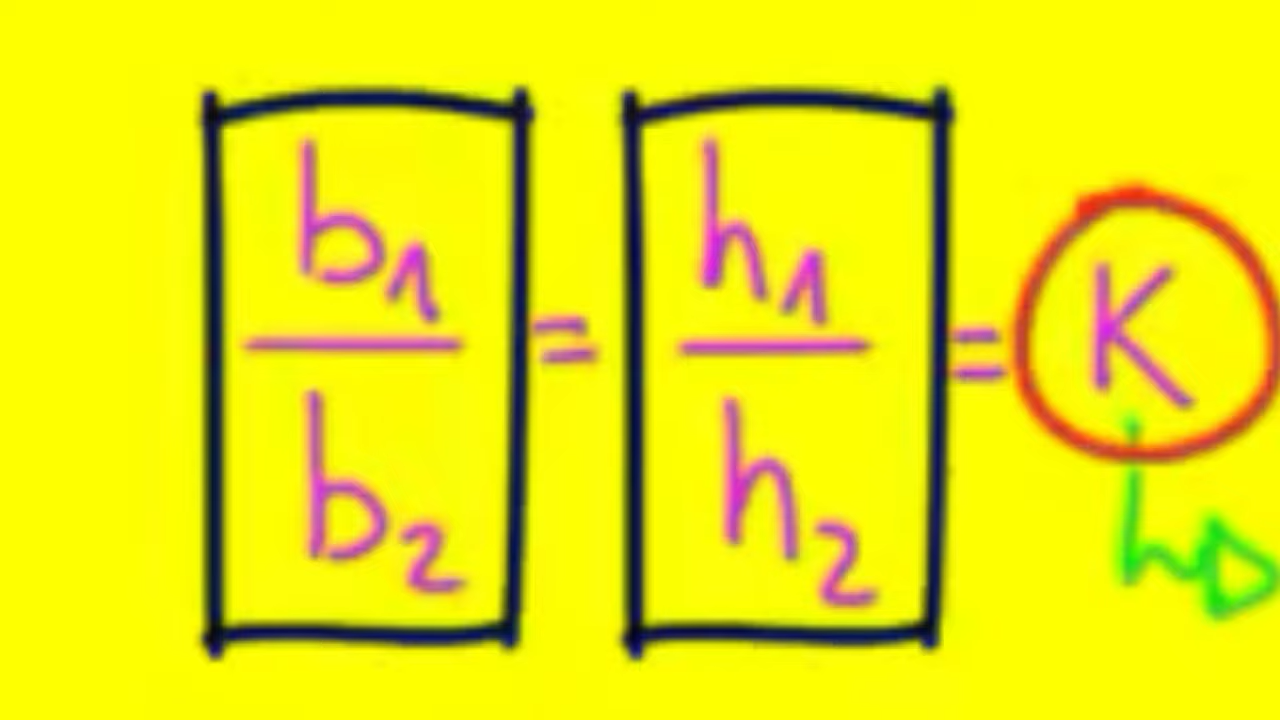 b₁/b₂ = h₁/h₂ = K